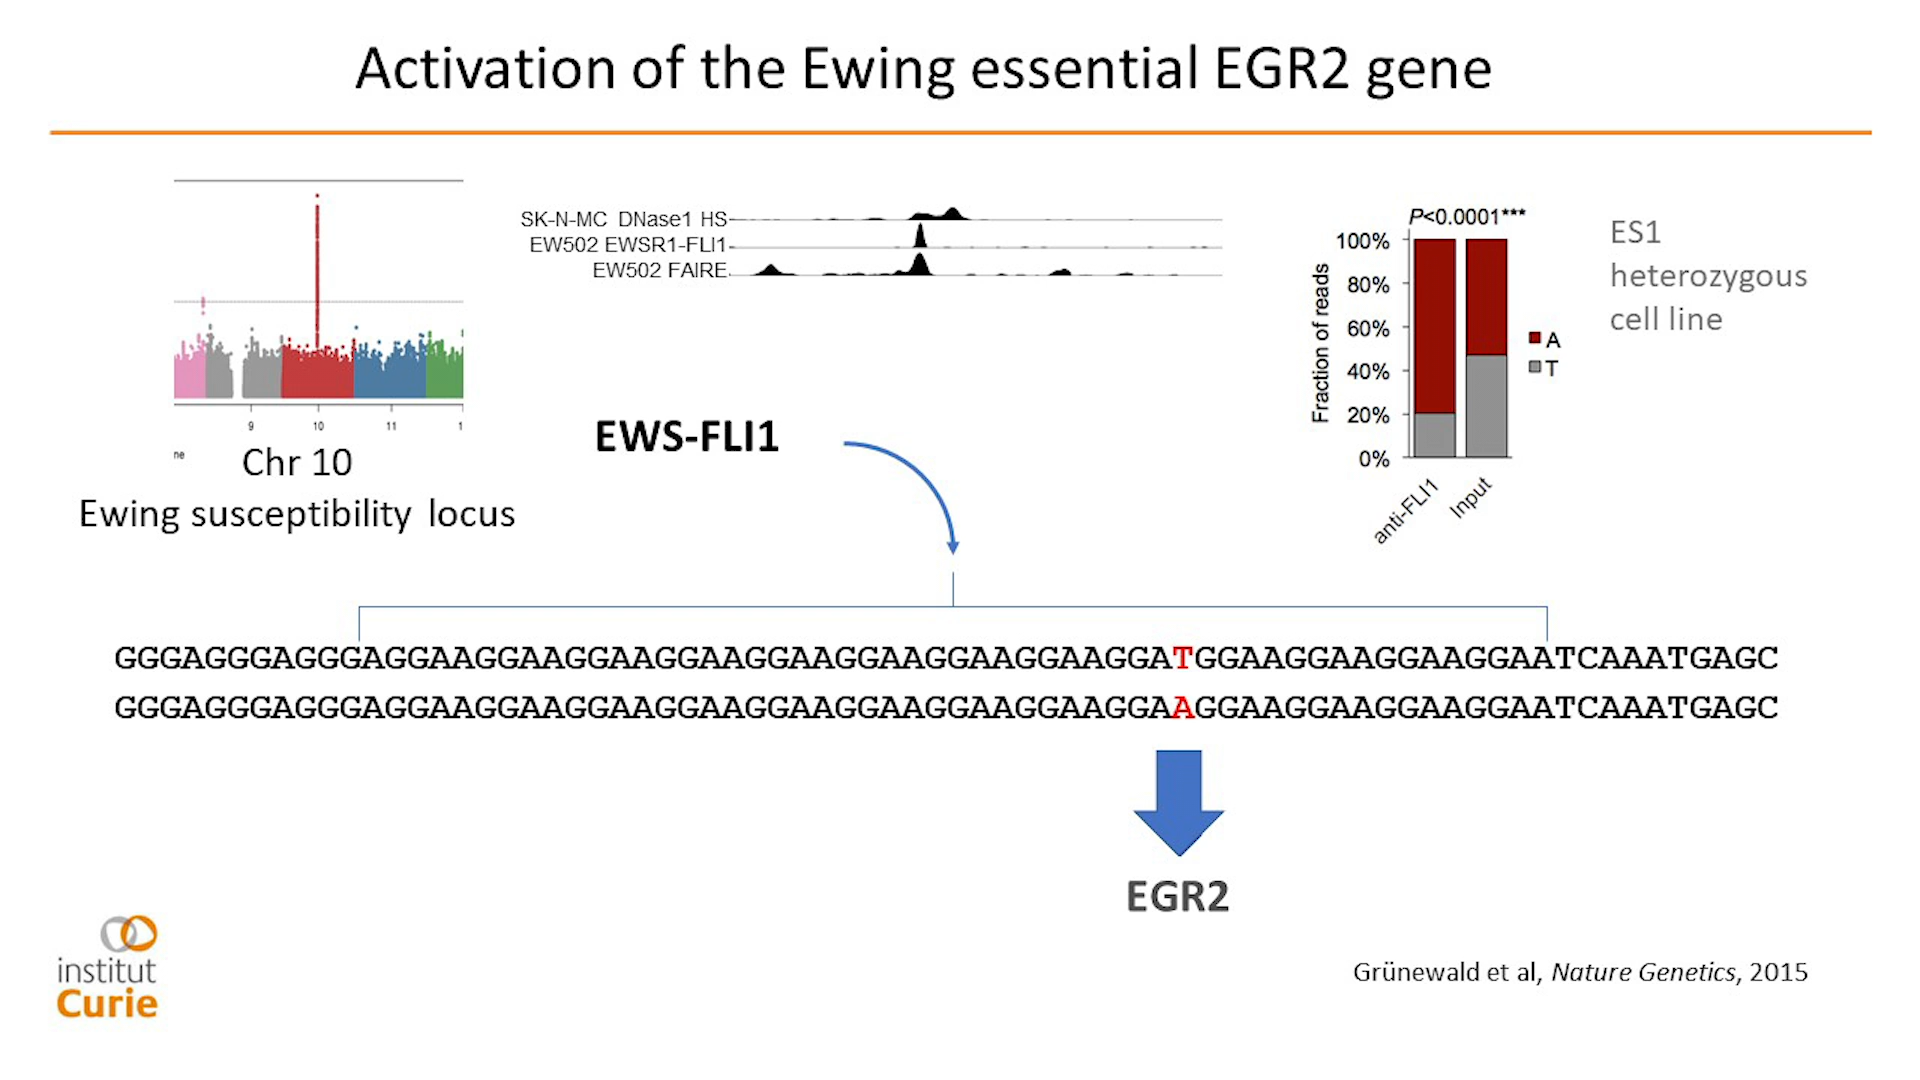 Activation of the Ewing essential EGR2 gene
9 10 11 1
ne
Chr 10
Ewing susceptibility locus
SK-N-MC DNase1 HS
EW502 EWSR1-FLI1
EW502 FAIRE
EWS-FLI1
P<0.0001***
100%
80%
60%
40%
20%
0%
Fraction of reads
anti-FLI1
Input
A
T
ES1
heterozygous
cell line
GGGAGGGAGGGAGGAAGGAAGGAAGGAAGGAAGGAAGGAAGGAAGGATGGAAGGAAGGAAGGAATCAAATGAGC
GGGAGGGAGGGAGGAAGGAAGGAAGGAAGGAAGGAAGGAAGGAAGGAAGGAAGGAAGGAAGGAATCAAATGAGC
EGR2
institut
Curie
Grünewald et al, Nature Genetics, 2015